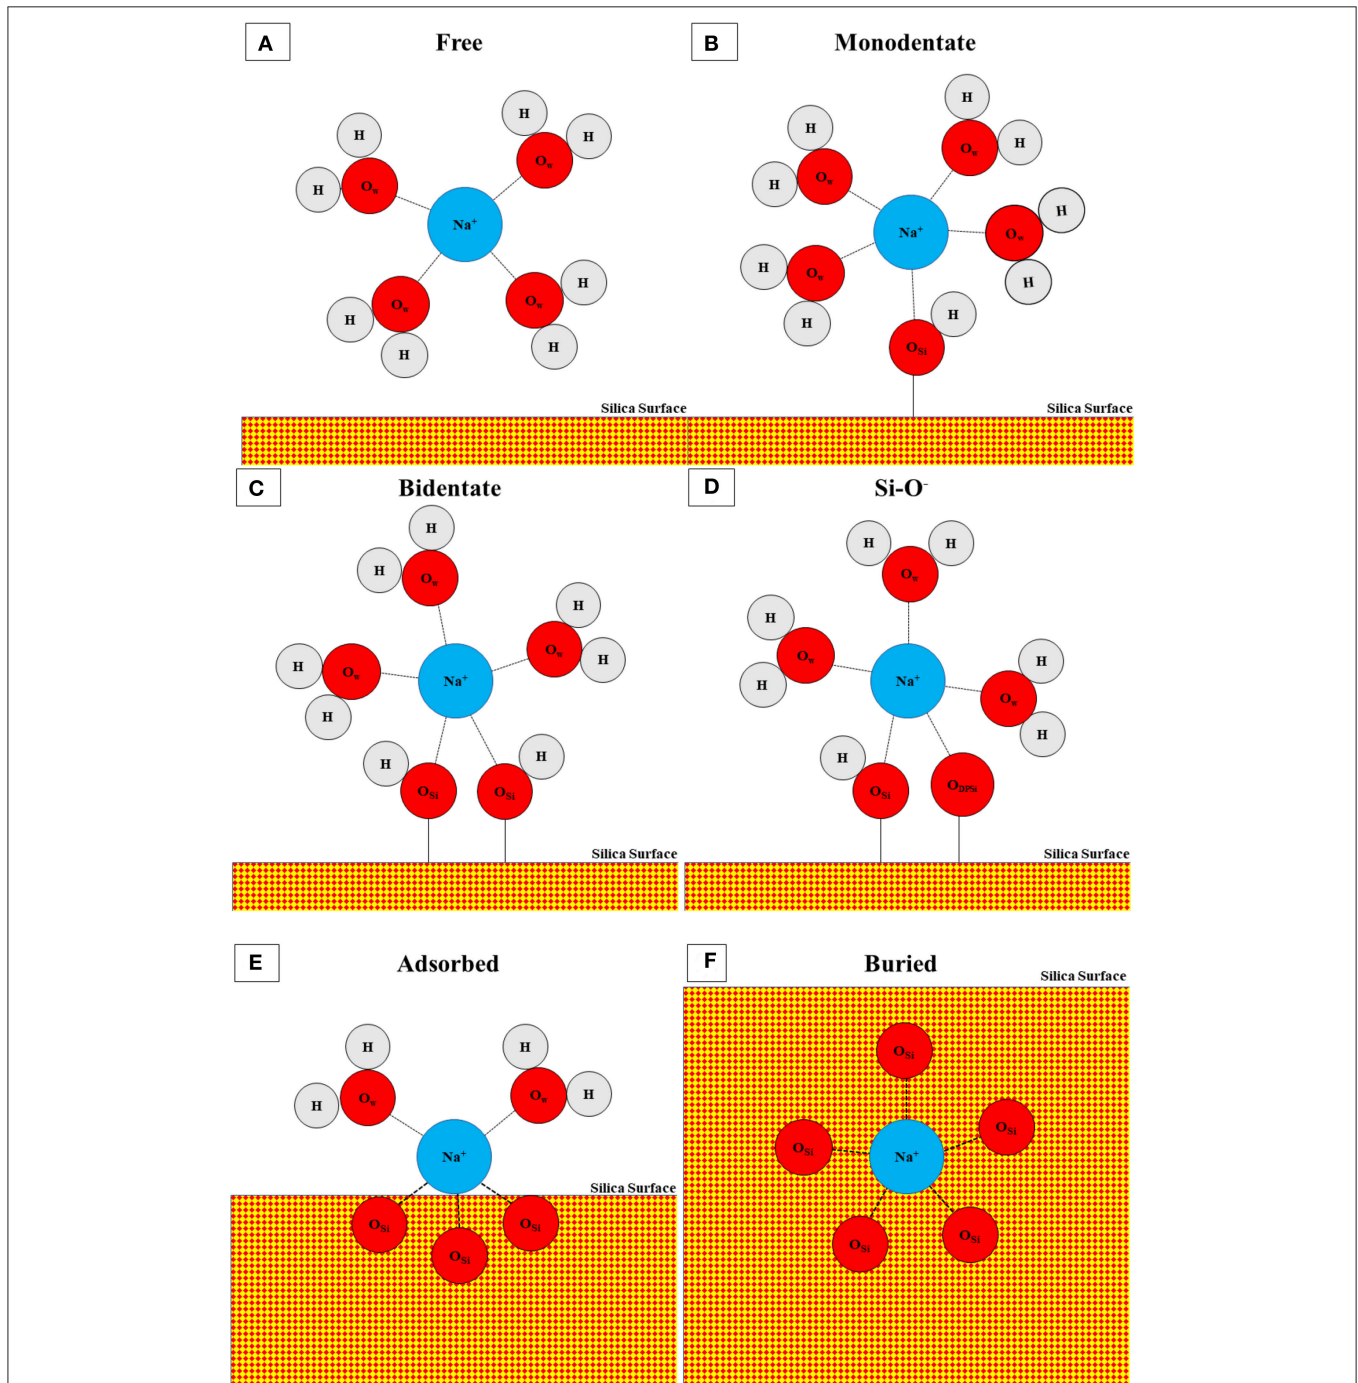 A Free
H H
H H
H Ow Ow
Na⁺
Ow Ow H
H H
H
Silica Surface
B Monodentate
H
H H
H Ow Ow
Na⁺ Ow H
H Ow H
H H
OSi
Silica Surface
C Bidentate
H
H Ow
H
H Ow Ow H
Na⁺
H
H H
OSi OSi
Silica Surface
D Si-O⁻
H H
Ow
H H
Ow Na⁺ Ow
H H
H
OSi ODPSi
Silica Surface
E Adsorbed
H H
H Ow Ow H
Na⁺
Silica Surface
OSi OSi
OSi
F Buried
Silica Surface
OSi
OSi Na⁺ OSi
OSi OSi